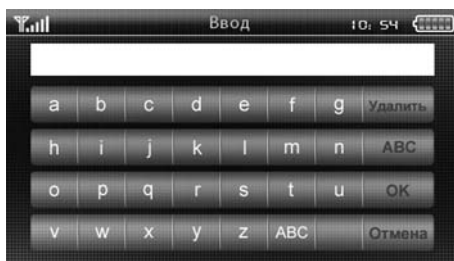 Ввод 10:54
a b c d e f g Удалить
h i j k l m n ABC
o p q r s t u OK
v w x y z ABC Отмена